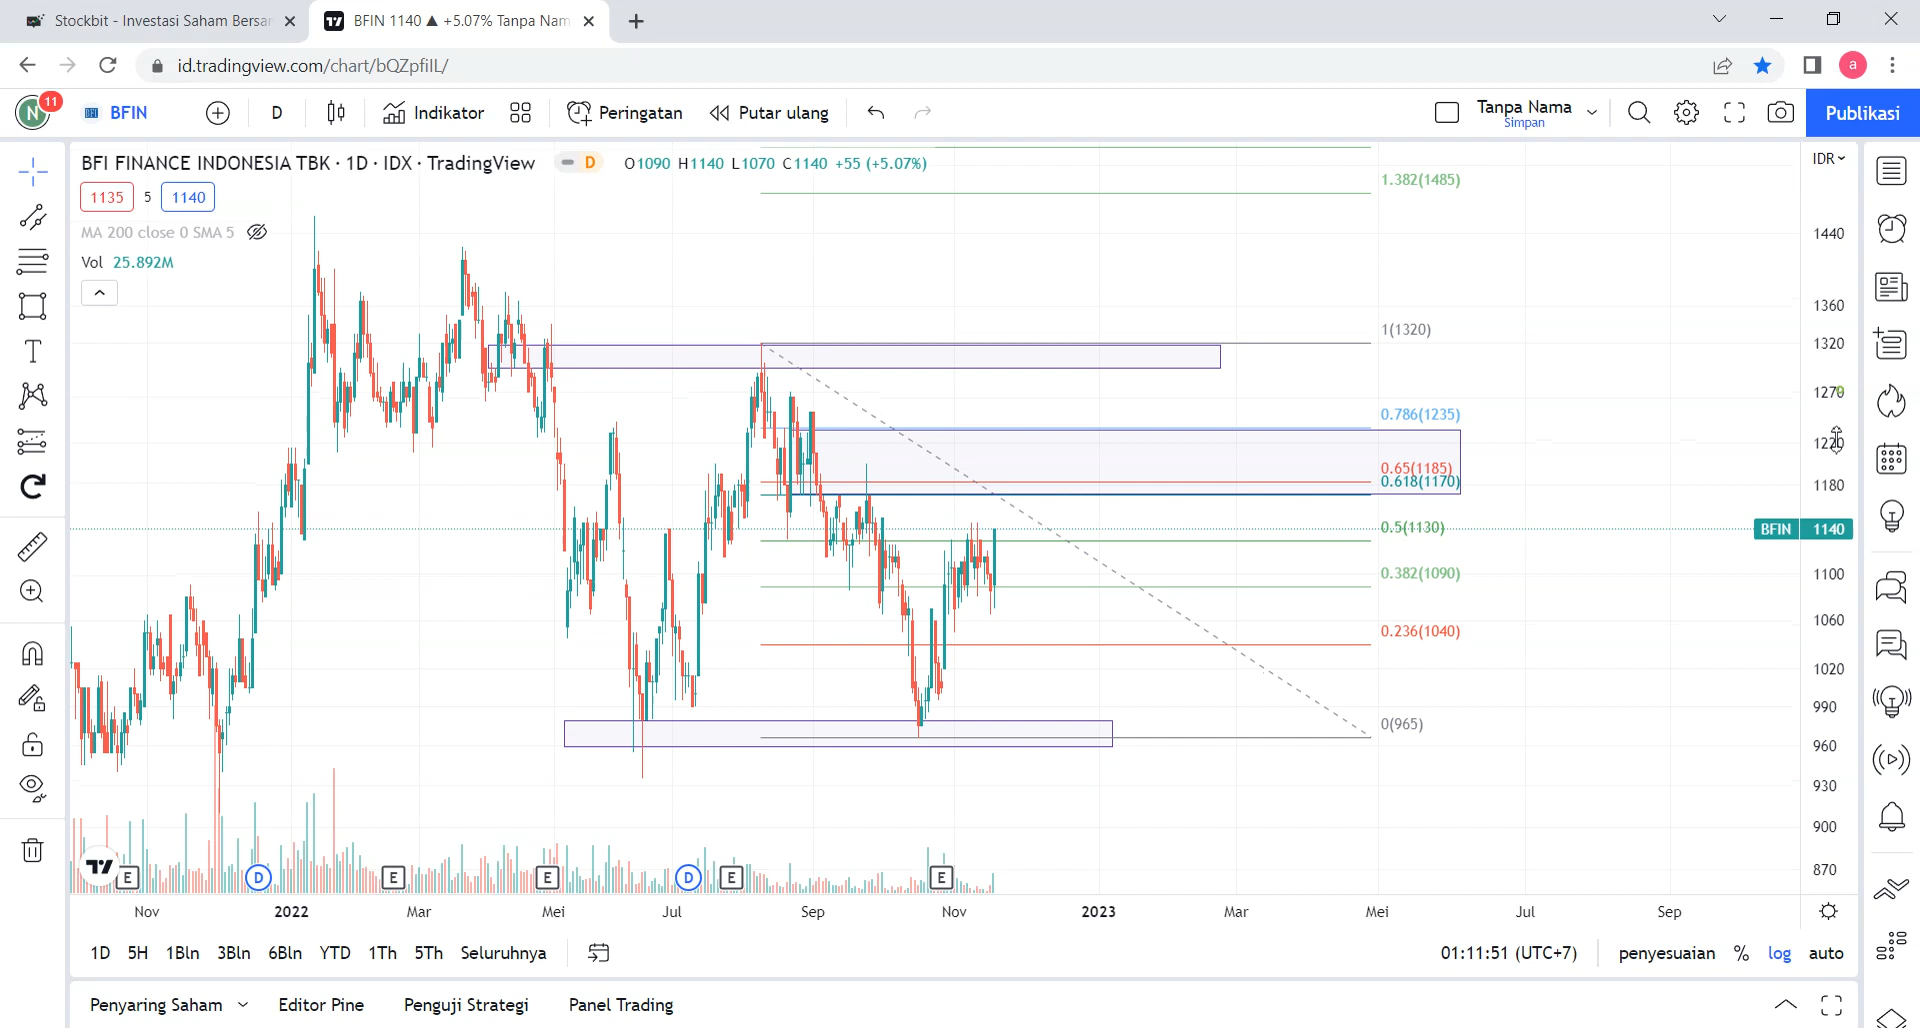 Stockbit - Investasi Saham Bersar
BFIN 1140 ▲ +5.07% Tanpa Nam
id.tradingview.com/chart/bQZpfiIL/
a
N
11
BFIN
D
Indikator
Peringatan
Putar ulang
Tanpa Nama
Simpan
Publikasi
BFI FINANCE INDONESIA TBK · 1D · IDX · TradingView
D
O1090 H1140 L1070 C1140 +55 (+5.07%)
IDR
1135
5
1140
MA 200 close 0 SMA 5
Vol 25.892M
1.382(1485)
1(1320)
0.786(1235)
0.65(1185)
0.618(1170)
0.5(1130)
0.382(1090)
0.236(1040)
0(965)
1440
1360
1320
1270
1220
1180
BFIN 1140
1100
1060
1020
990
960
930
900
870
E
D
E
E
D
E
E
Nov
2022
Mar
Mei
Jul
Sep
Nov
2023
Mar
Mei
Jul
Sep
1D 5H 1Bln 3Bln 6Bln YTD 1Th 5Th Seluruhnya
01:11:51 (UTC+7)
penyesuaian % log auto
Penyaring Saham
Editor Pine
Penguji Strategi
Panel Trading